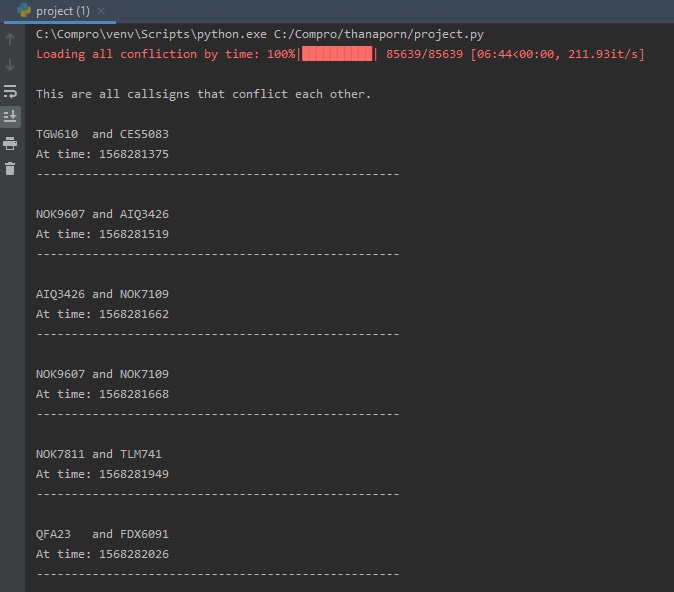 project (1)
C:\Compro\venv\Scripts\python.exe C:/Compro/thanaporn/project.py
Loading all confliction by time: 100%|██████████| 85639/85639 [06:44<00:00, 211.93it/s]
This are all callsigns that conflict each other.
TGW610  and CES5083
At time: 1568281375
----------------------------------------------------
NOK9607 and AIQ3426
At time: 1568281519
----------------------------------------------------
AIQ3426 and NOK7109
At time: 1568281662
----------------------------------------------------
NOK9607 and NOK7109
At time: 1568281668
----------------------------------------------------
NOK7811 and TLM741
At time: 1568281949
----------------------------------------------------
QFA23   and FDX6091
At time: 1568282026
----------------------------------------------------